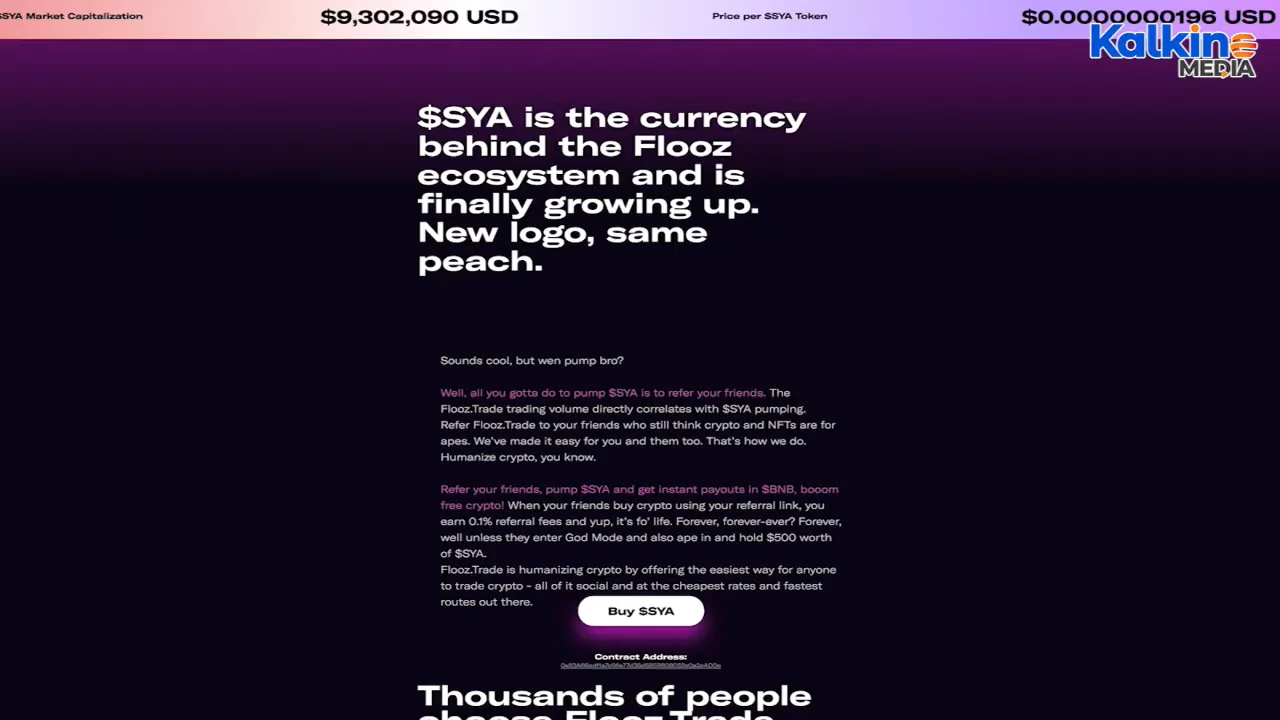 $SYA Market Capitalization $9,302,090 USD Price per $SYA Token $0.0000000196 USD
Kalkine
MEDIA
$SYA is the currency
behind the Flooz
ecosystem and is
finally growing up.
New logo, same
peach.
Sounds cool, but wen pump bro?
Well, all you gotta do to pump $SYA is to refer your friends. The
Flooz.Trade trading volume directly correlates with $SYA pumping.
Refer Flooz.Trade to your friends who still think crypto and NFTs are for
apes. We've made it easy for you and them too. That's how we do.
Humanize crypto, you know.
Refer your friends, pump $SYA and get instant payouts in $BNB, booom
free crypto! When your friends buy crypto using your referral link, you
earn 0.1% referral fees and yup, it's fo' life. Forever, forever-ever? Forever,
well unless they enter God Mode and also ape in and hold $500 worth
of $SYA.
Flooz.Trade is humanizing crypto by offering the easiest way for anyone
to trade crypto - all of it social and at the cheapest rates and fastest
routes out there.
Buy $SYA
Contract Address:
Thousands of people
choose Flooz.Trade